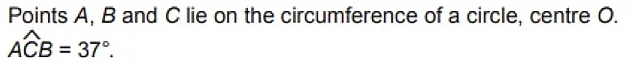 Points A, B and C lie on the circumference of a circle, centre O.
AĈB = 37°.